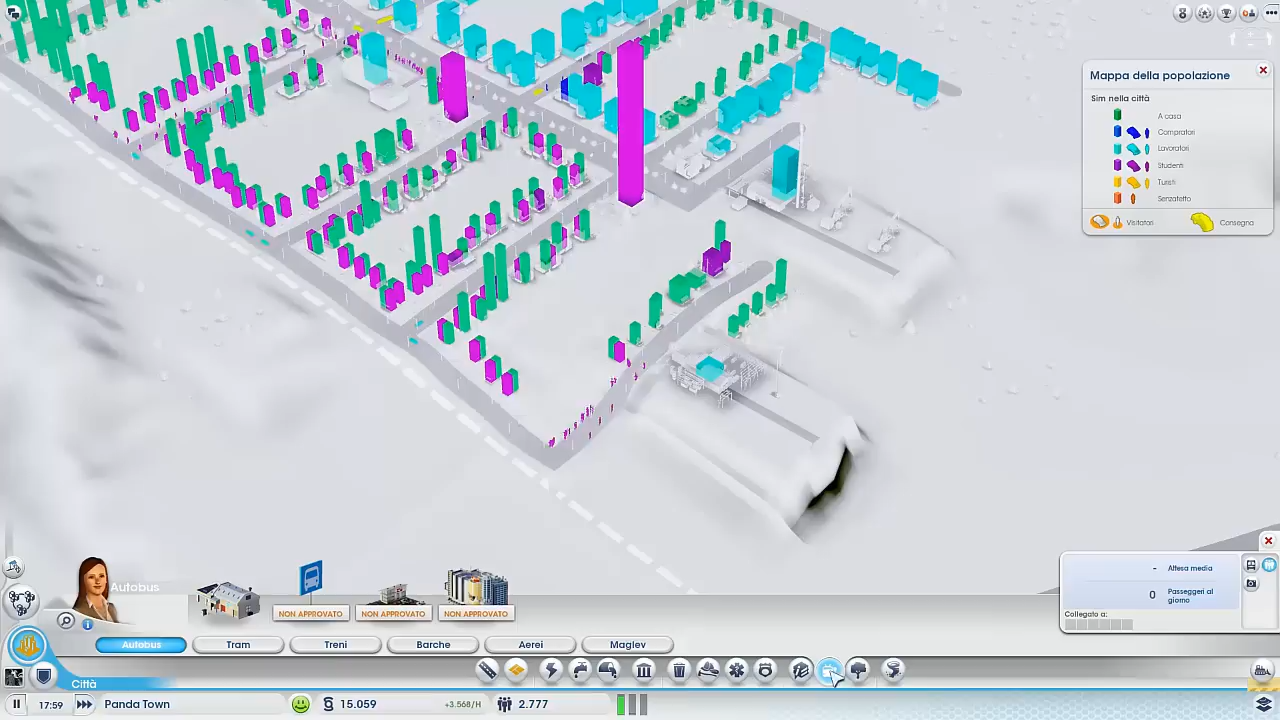 Mappa della popolazione
Sim nella città
A casa
Compratori
Lavoratori
Studenti
Turisti
Senzatetto
Visitatori
Consegna
Autobus
NON APPROVATO
NON APPROVATO
NON APPROVATO
- Attesa media
0 Passeggeri al giorno
Collegato a:
Autobus
Tram
Treni
Barche
Aerei
Maglev
Città
17:59
Panda Town
15.059
+3.568/H
2.777